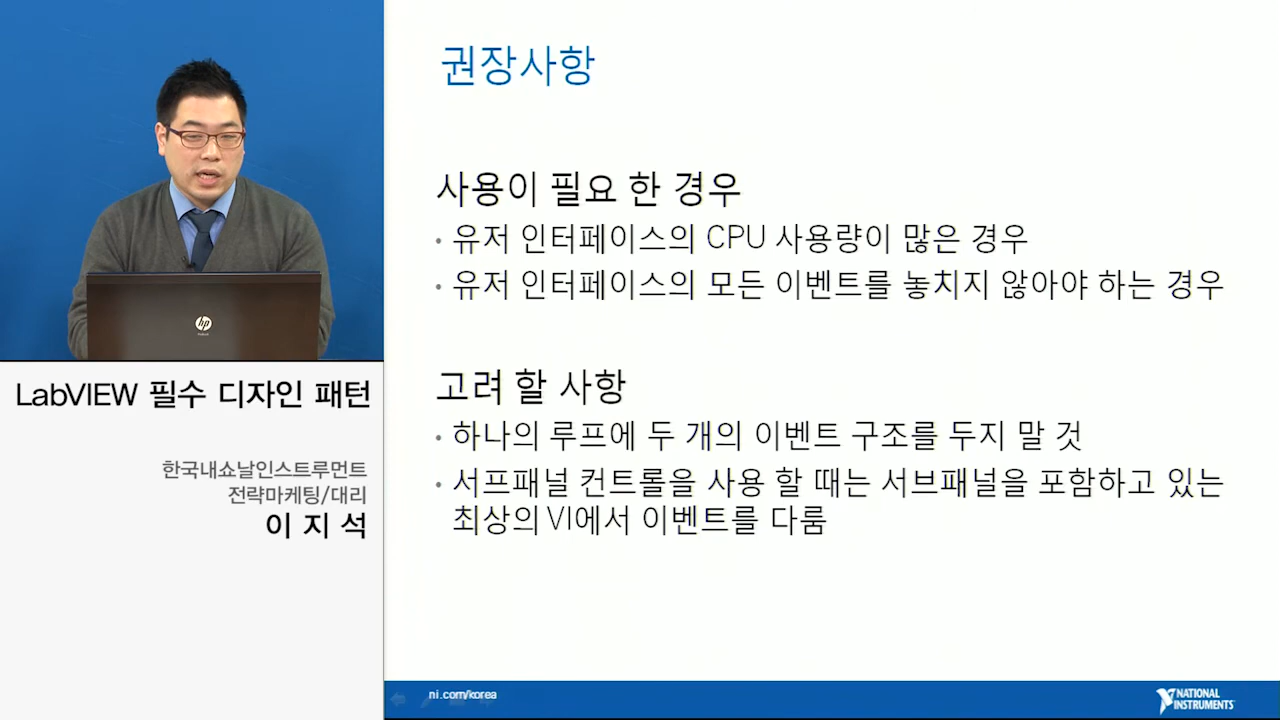 권장사항
사용이 필요 한 경우
• 유저 인터페이스의 CPU 사용량이 많은 경우
• 유저 인터페이스의 모든 이벤트를 놓치지 않아야 하는 경우
고려 할 사항
• 하나의 루프에 두 개의 이벤트 구조를 두지 말 것
• 서프패널 컨트롤을 사용 할 때는 서브패널을 포함하고 있는
최상의 VI에서 이벤트를 다룸
hp
LabVIEW 필수 디자인 패턴
한국내쇼날인스트루먼트
전략마케팅/대리
이 지 석
ni.com/korea
NATIONAL
INSTRUMENTS